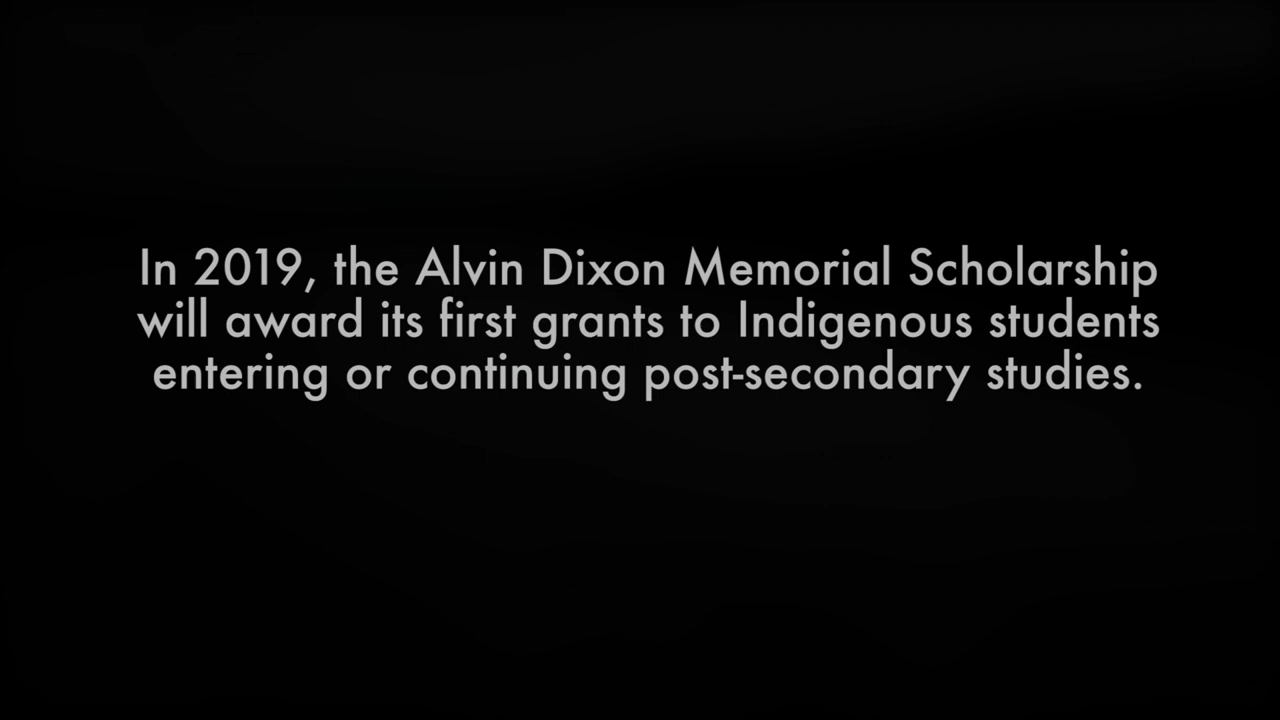 In 2019, the Alvin Dixon Memorial Scholarship
will award its first grants to Indigenous students
entering or continuing post-secondary studies.